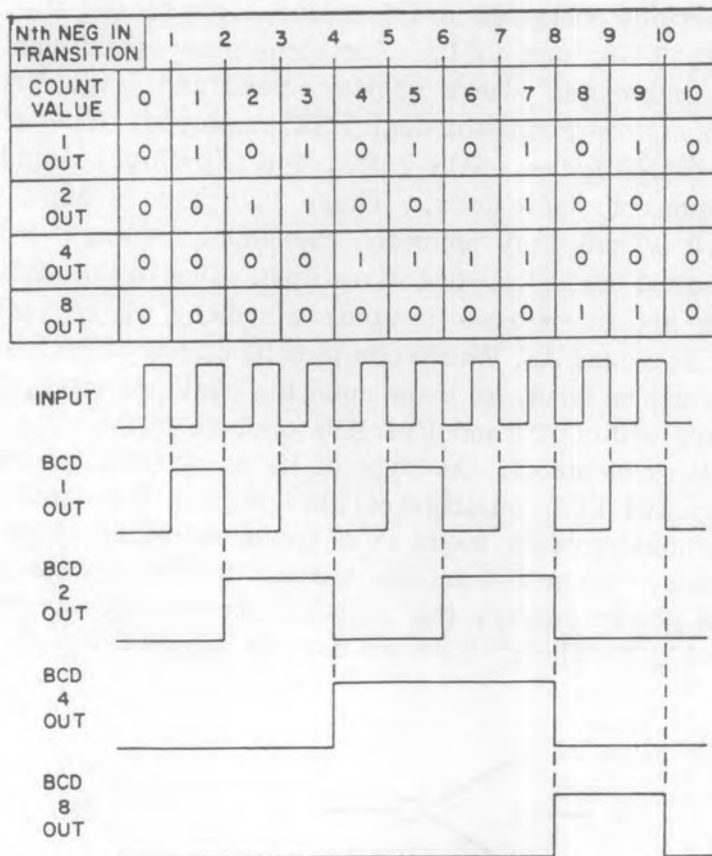 Nth NEG IN
TRANSITION 1 2 3 4 5 6 7 8 9 10
COUNT
VALUE 0 1 2 3 4 5 6 7 8 9 10
1
OUT 0 1 0 1 0 1 0 1 0 1 0
2
OUT 0 0 1 1 0 0 1 1 0 0 0
4
OUT 0 0 0 0 1 1 1 1 0 0 0
8
OUT 0 0 0 0 0 0 0 0 1 1 0
INPUT
BCD
1
OUT
BCD
2
OUT
BCD
4
OUT
BCD
8
OUT